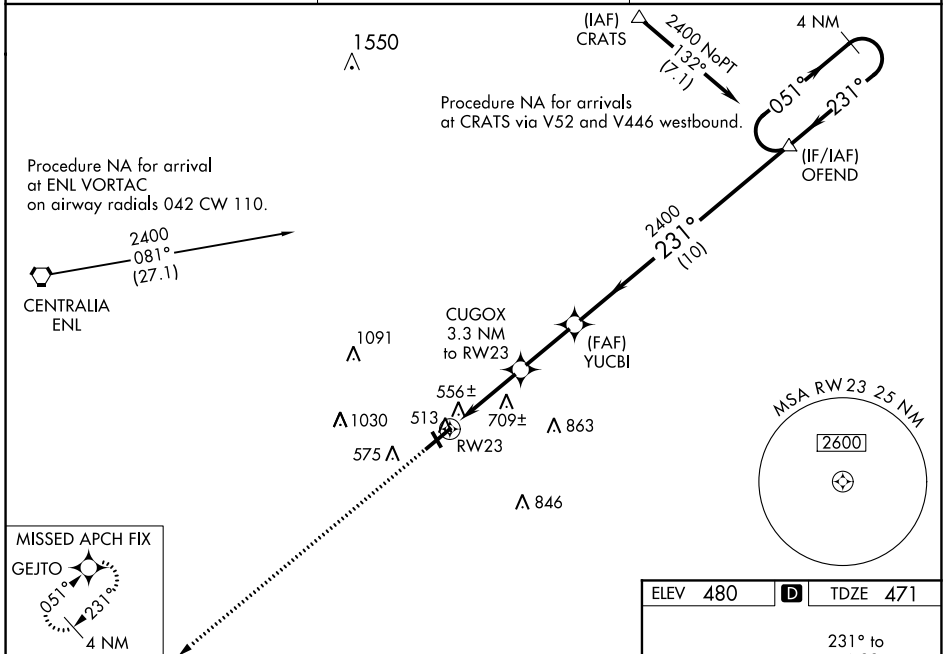 1550
(IAF)
CRATS
2400 NoPT
132°
(7.1)
4 NM
051°
231°
Procedure NA for arrivals
at CRATS via V52 and V446 westbound.
(IF/IAF)
OFEND
Procedure NA for arrival
at ENL VORTAC
on airway radials 042 CW 110.
2400
081°
(27.1)
CENTRALIA
ENL
2400
231°
(10)
CUGOX
3.3 NM
to RW23
(FAF)
YUCBI
1091
1030
556±
513
709±
863
575
RW23
846
MSA RW 23 25 NM
2600
MISSED APCH FIX
GEJTO
051°
231°
4 NM
ELEV 480 D TDZE 471
231° to